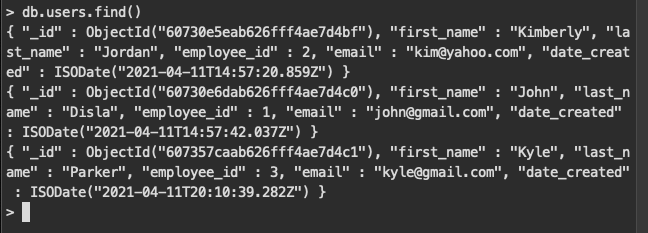 > db.users.find()
{ "_id" : ObjectId("60730e5eab626fff4ae7d4bf"), "first_name" : "Kimberly", "la
st_name" : "Jordan", "employee_id" : 2, "email" : "kim@yahoo.com", "date_creat
ed" : ISODate("2021-04-11T14:57:20.859Z") }
{ "_id" : ObjectId("60730e6dab626fff4ae7d4c0"), "first_name" : "John", "last_n
ame" : "Disla", "employee_id" : 1, "email" : "john@gmail.com", "date_created"
: ISODate("2021-04-11T14:57:42.037Z") }
{ "_id" : ObjectId("607357caab626fff4ae7d4c1"), "first_name" : "Kyle", "last_n
ame" : "Parker", "employee_id" : 3, "email" : "kyle@gmail.com", "date_created"
 : ISODate("2021-04-11T20:10:39.282Z") }
>